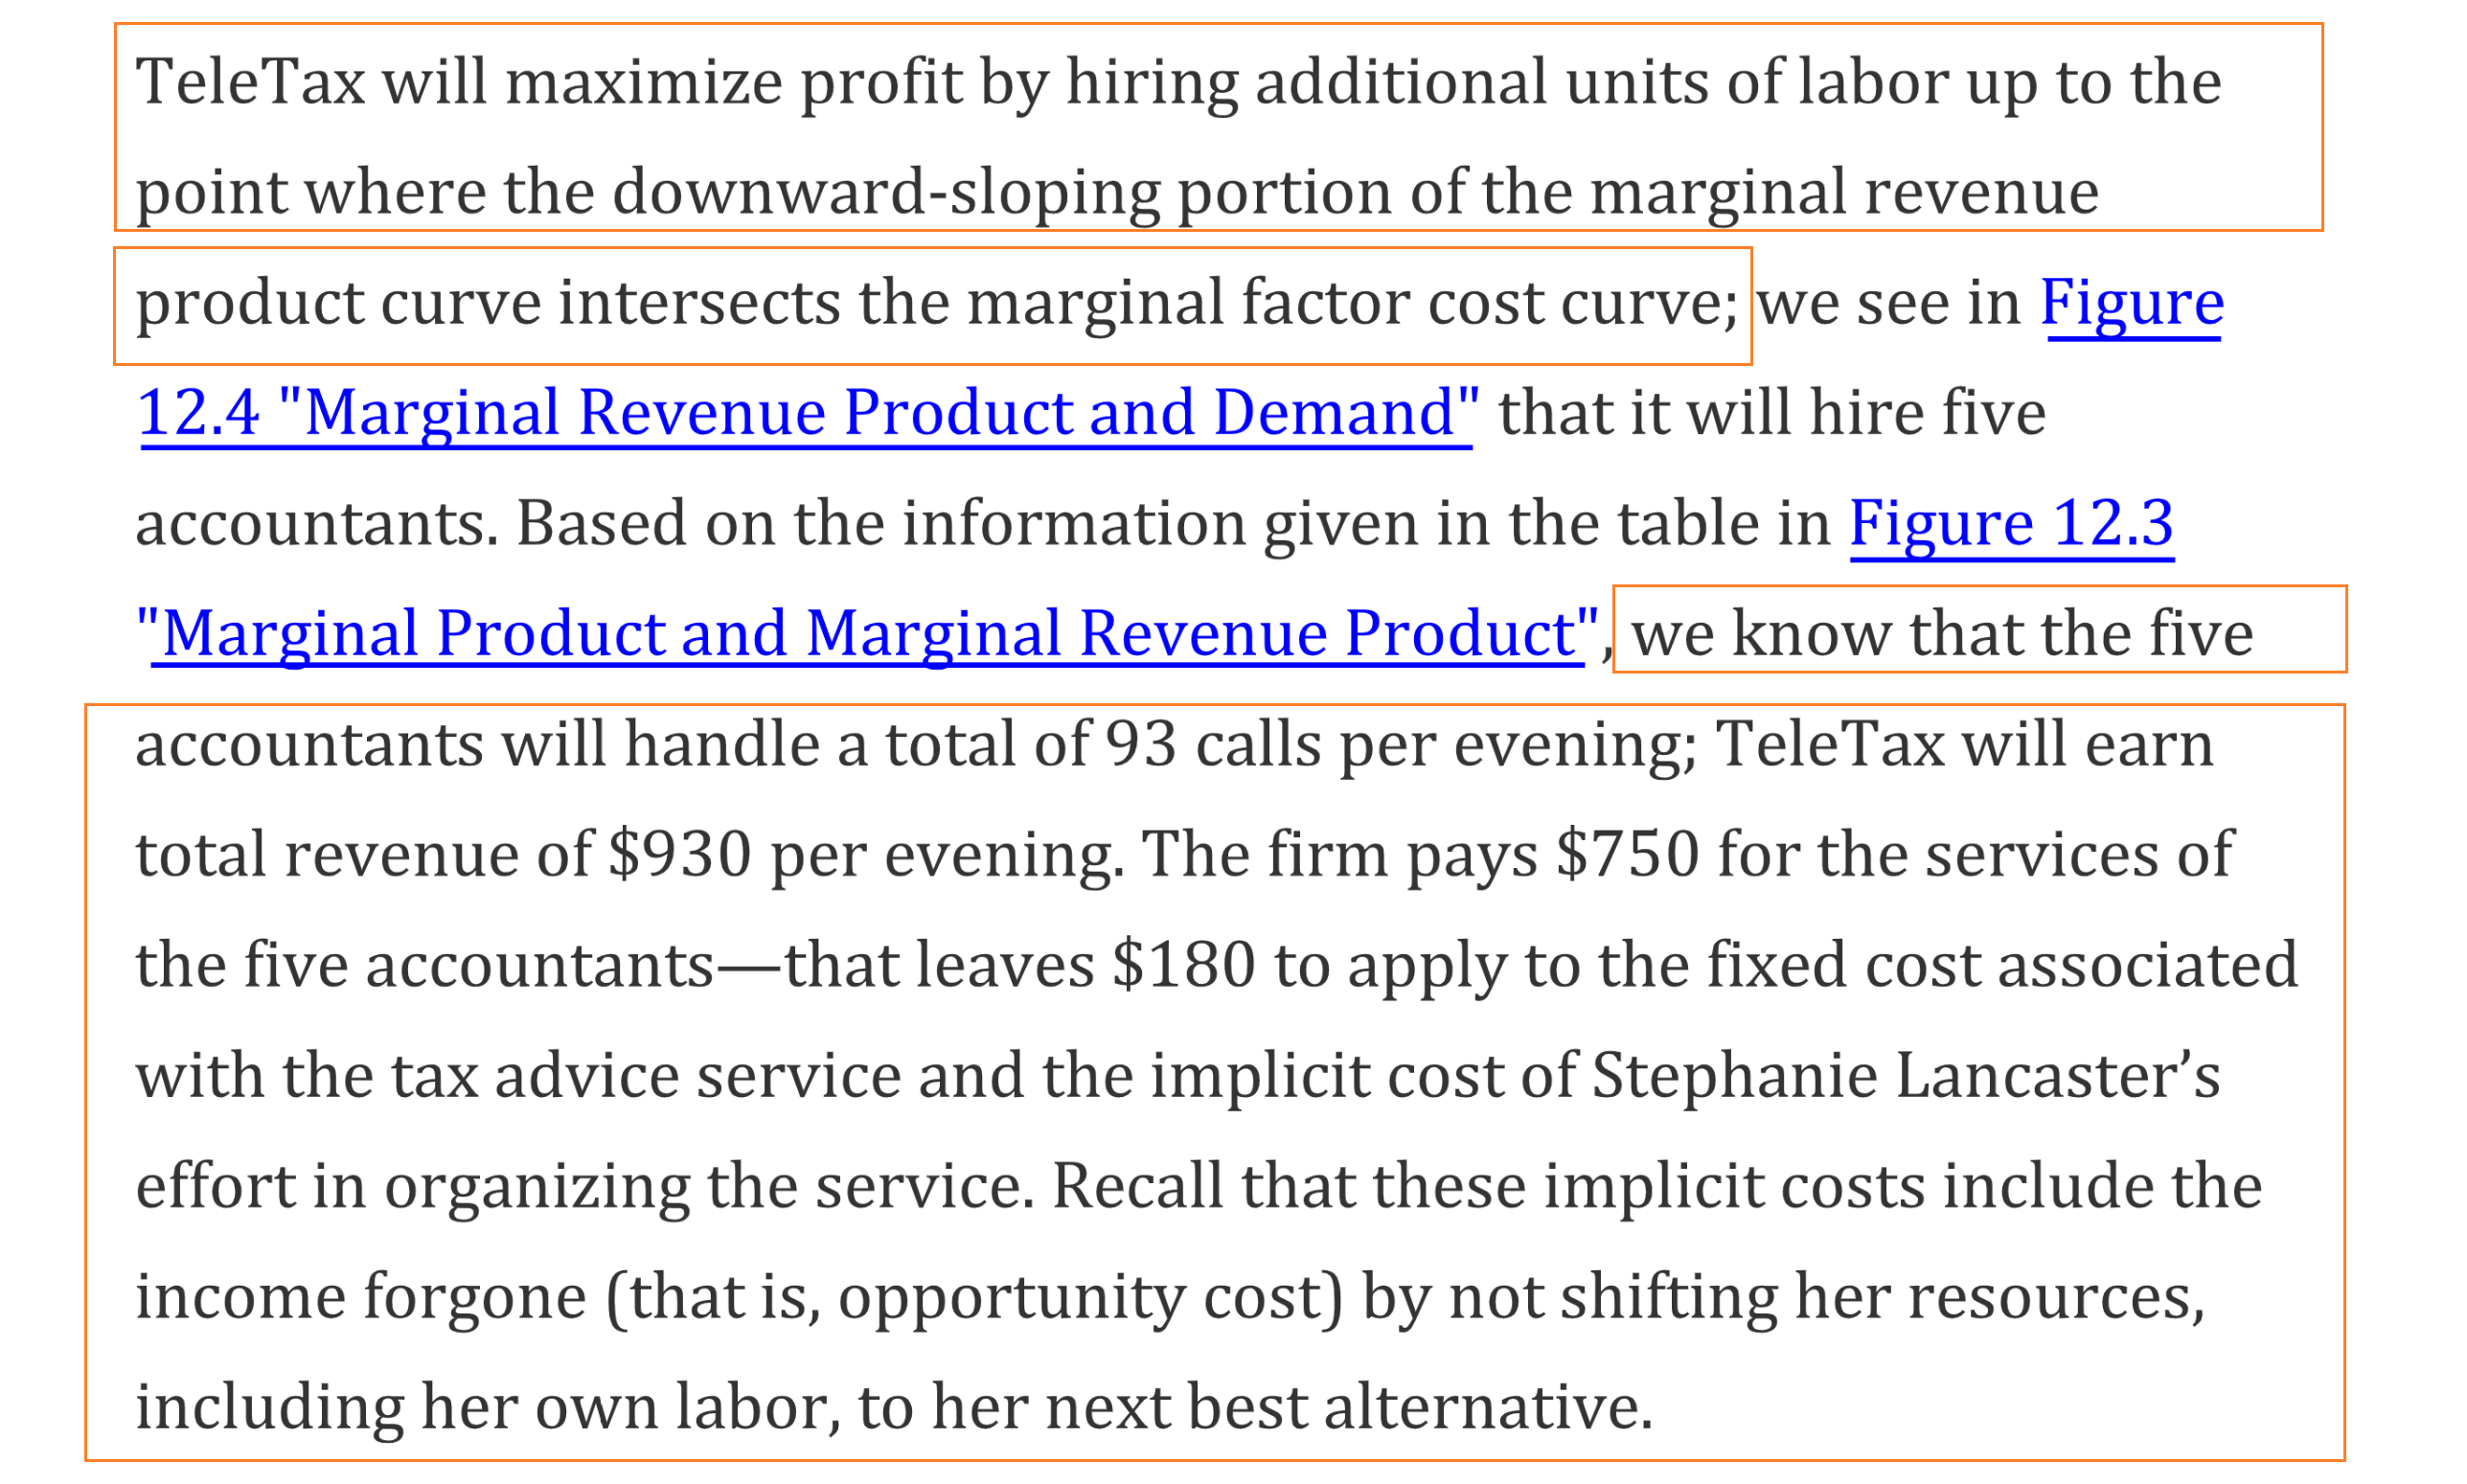 TeleTax will maximize profit by hiring additional units of labor up to the
point where the downward-sloping portion of the marginal revenue
product curve intersects the marginal factor cost curve; we see in Figure
12.4 "Marginal Revenue Product and Demand" that it will hire five
accountants. Based on the information given in the table in Figure 12.3
"Marginal Product and Marginal Revenue Product", we know that the five
accountants will handle a total of 93 calls per evening; TeleTax will earn
total revenue of $930 per evening. The firm pays $750 for the services of
the five accountants—that leaves $180 to apply to the fixed cost associated
with the tax advice service and the implicit cost of Stephanie Lancaster’s
effort in organizing the service. Recall that these implicit costs include the
income forgone (that is, opportunity cost) by not shifting her resources,
including her own labor, to her next best alternative.